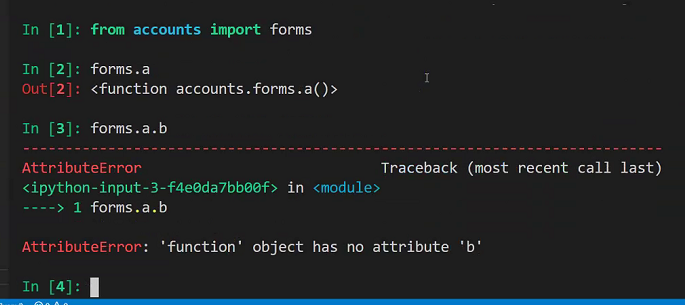 In [1]: from accounts import forms
In [2]: forms.a
Out[2]: <function accounts.forms.a()>
In [3]: forms.a.b
---------------------------------------------------------------------------
AttributeError                            Traceback (most recent call last)
<ipython-input-3-f4e0da7bb00f> in <module>
----> 1 forms.a.b
AttributeError: 'function' object has no attribute 'b'
In [4]: